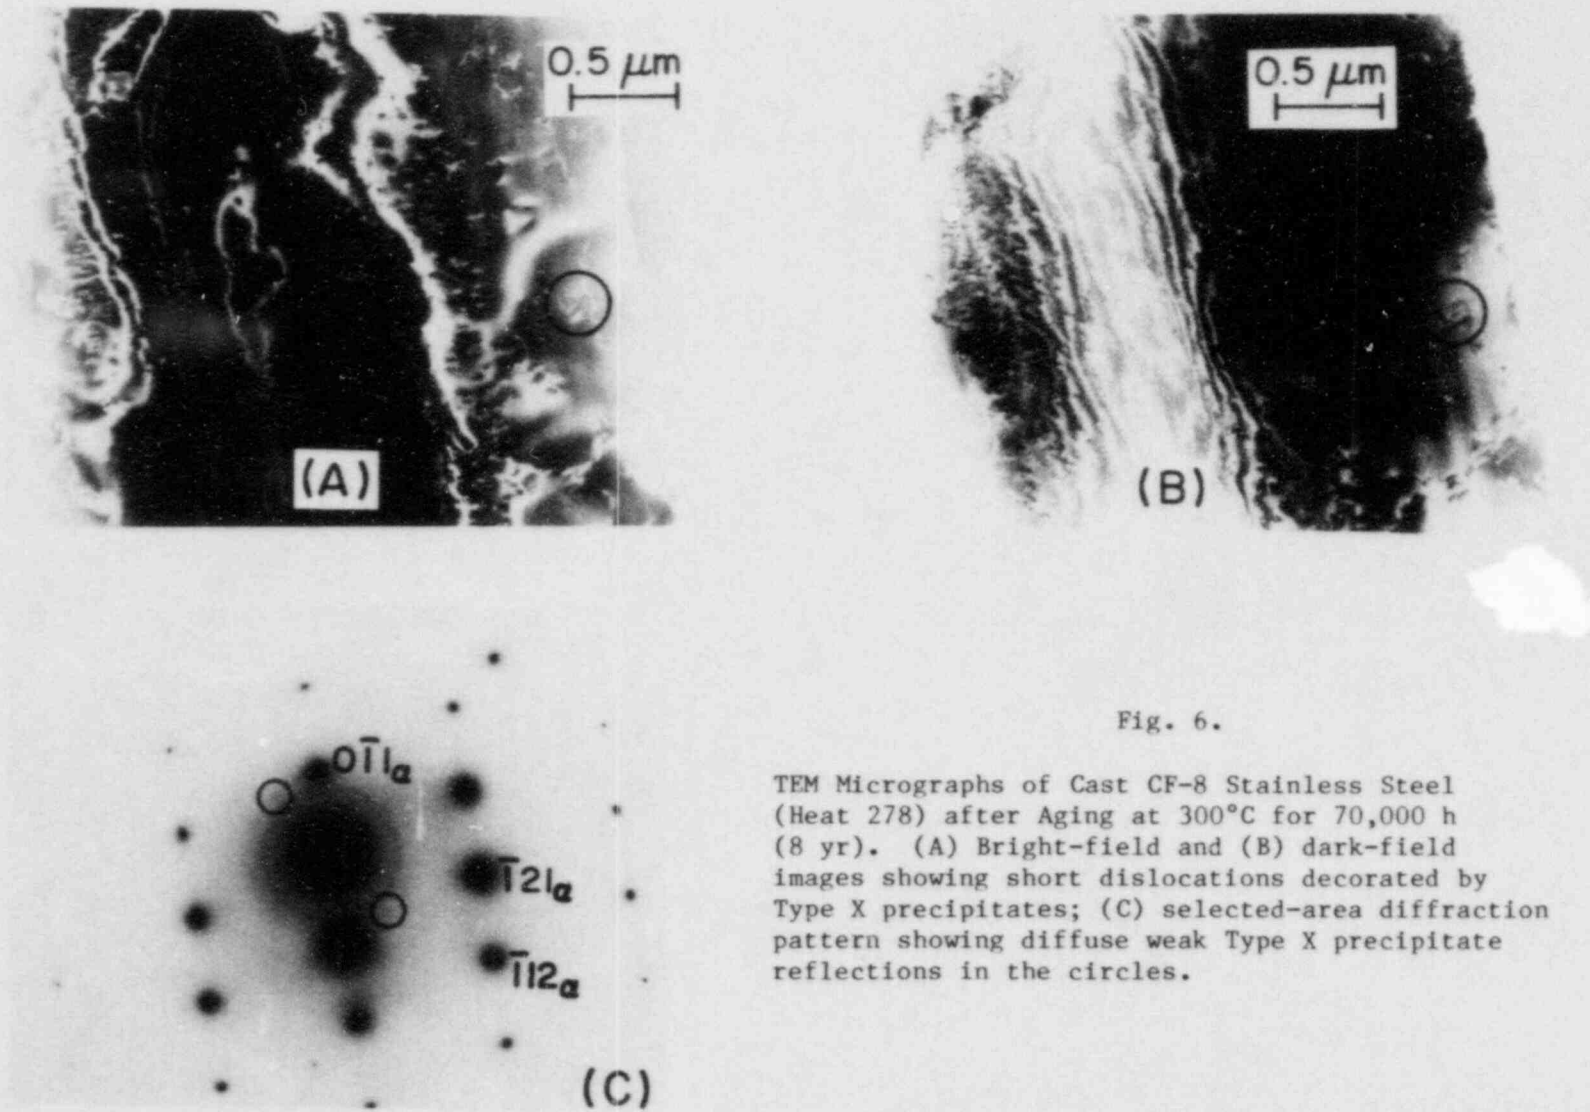 0.5 μm
(A)
0.5 μm
(B)
01̅1α
1̅21α
1̅12α
(C)
Fig. 6.
TEM Micrographs of Cast CF-8 Stainless Steel
(Heat 278) after Aging at 300°C for 70,000 h
(8 yr). (A) Bright-field and (B) dark-field
images showing short dislocations decorated by
Type X precipitates; (C) selected-area diffraction
pattern showing diffuse weak Type X precipitate
reflections in the circles.